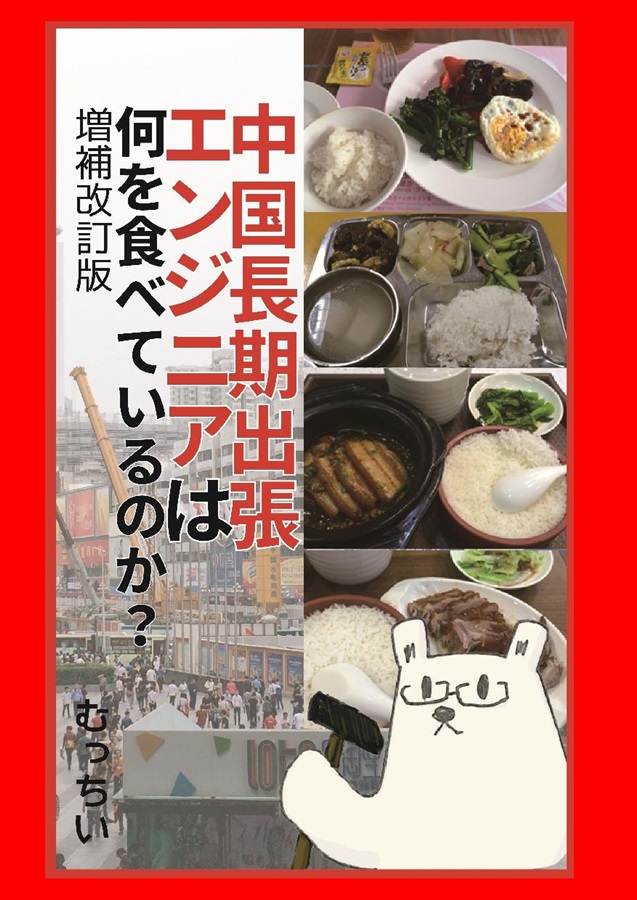 中国長期出張
エンジニアは
何を食べているのか？
増補改訂版
むっちぃ